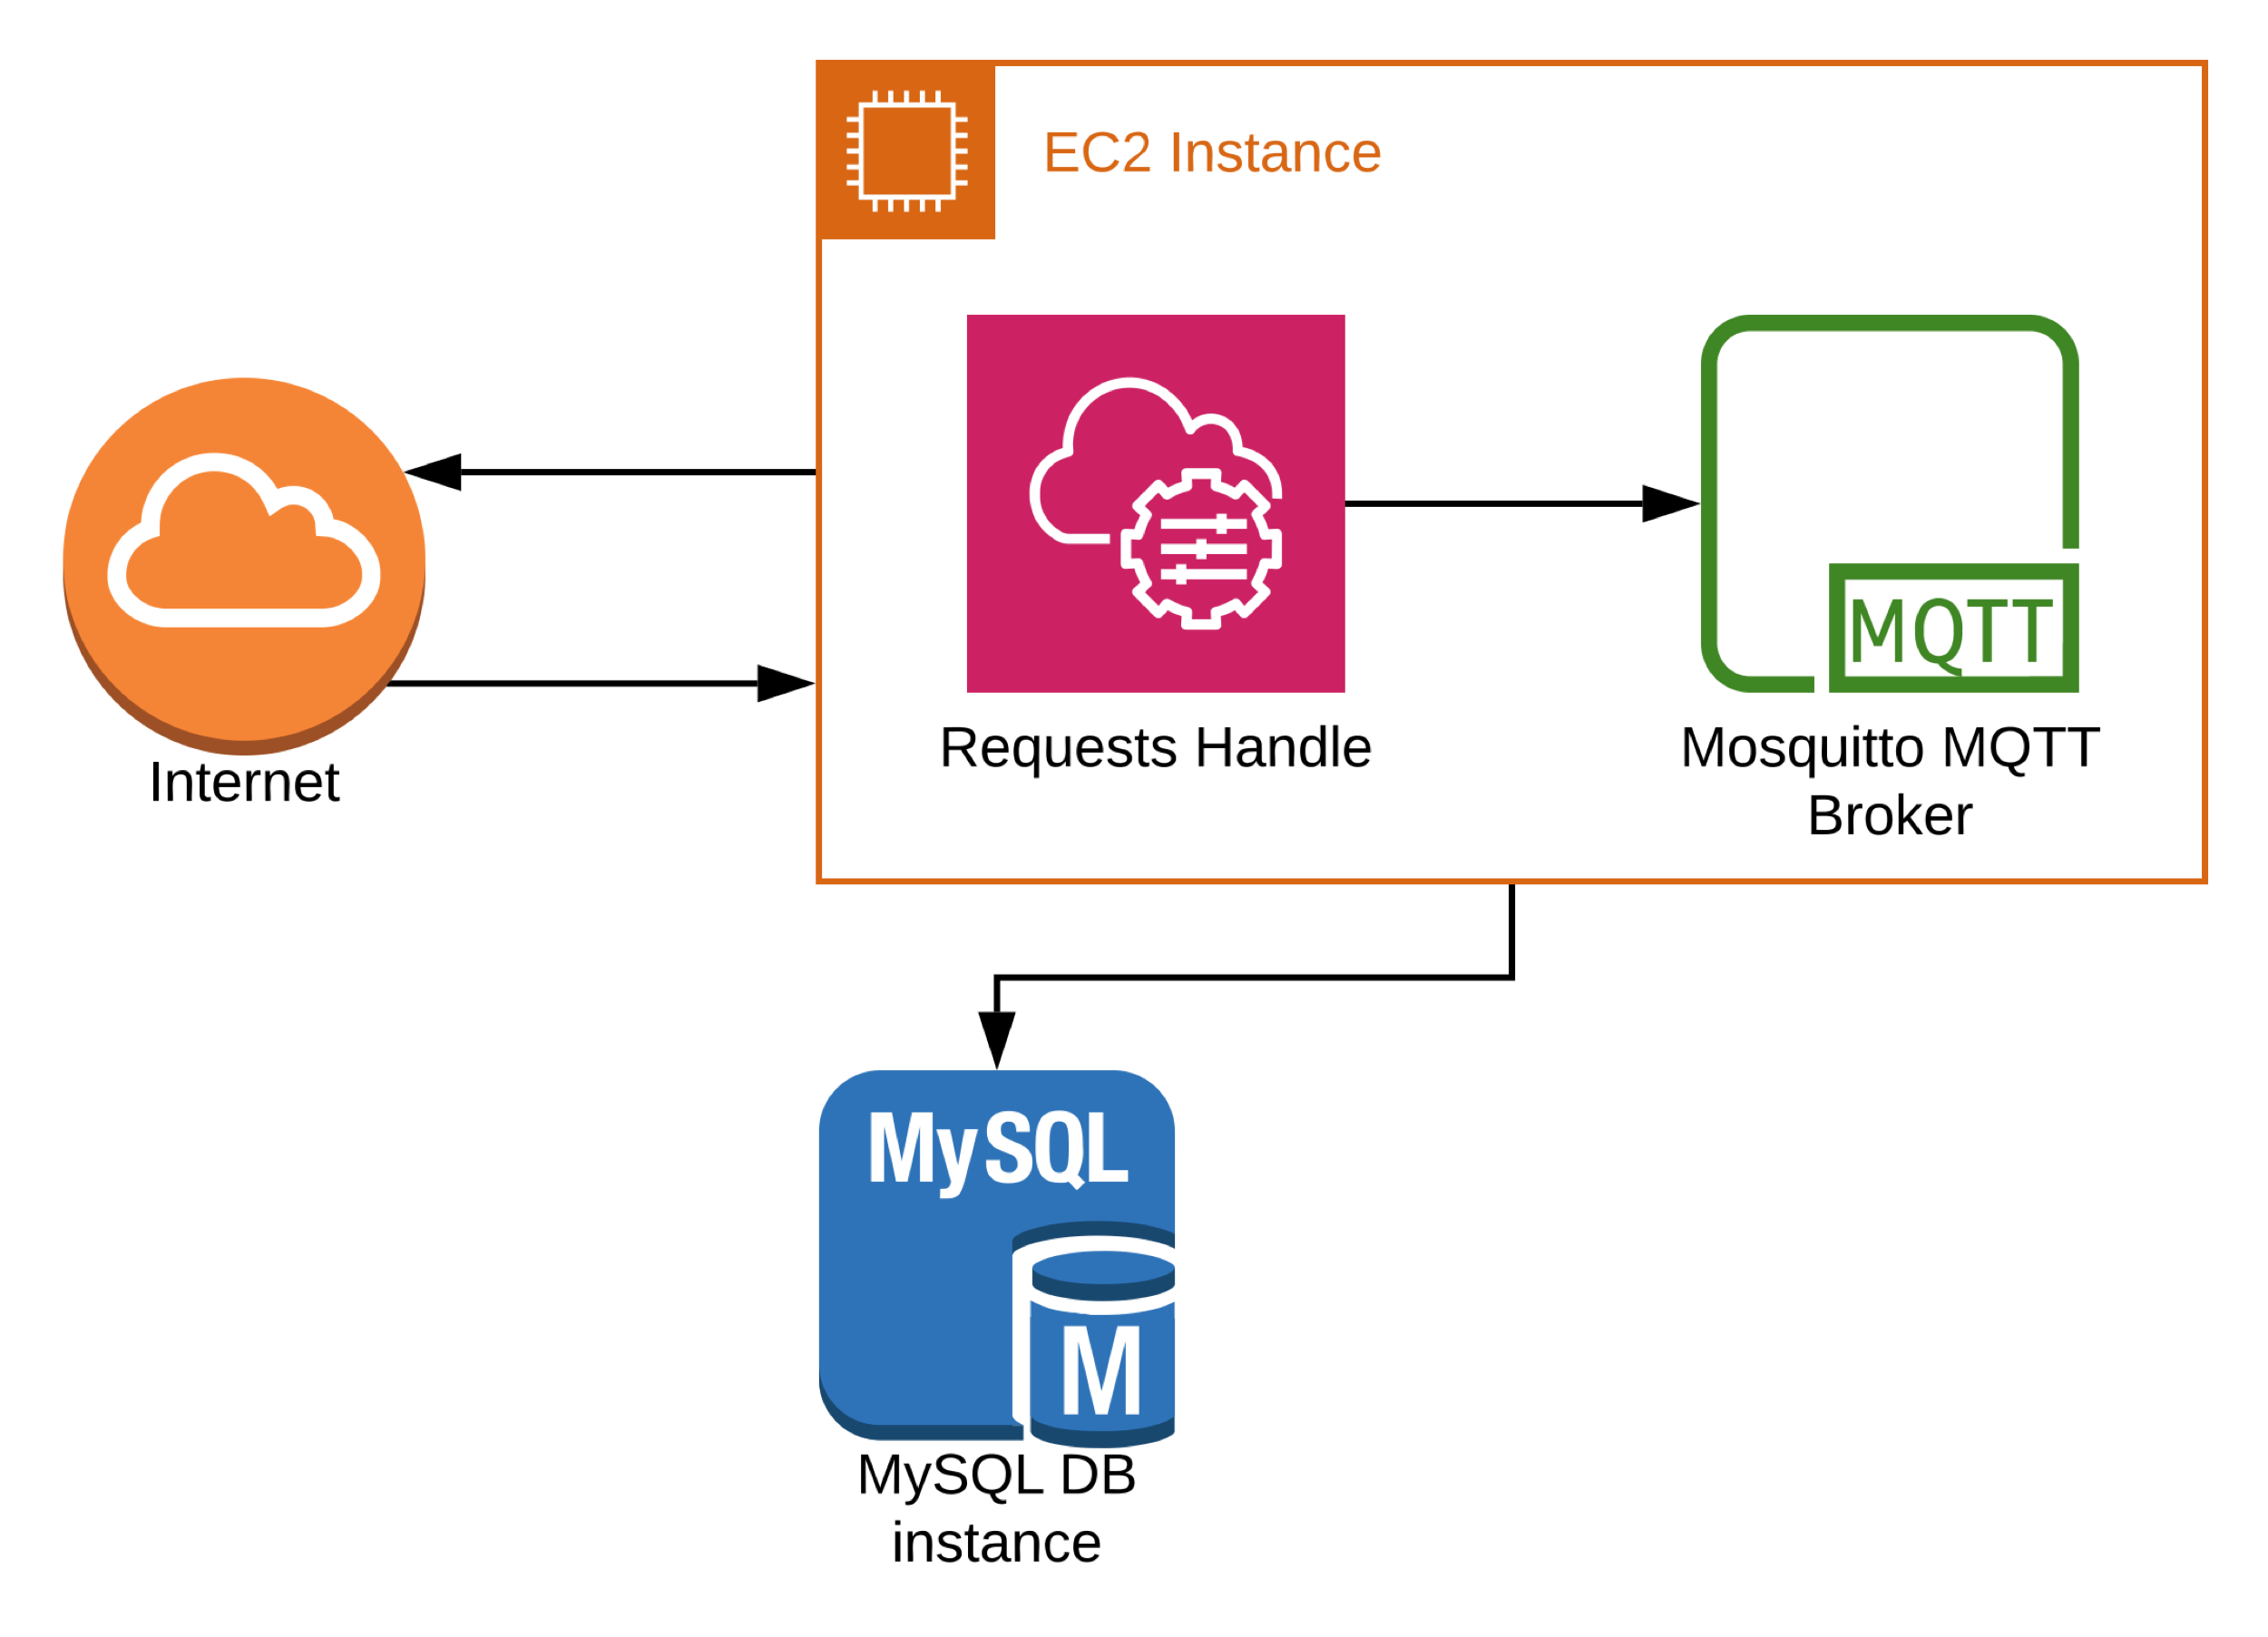 EC2 Instance
MQTT
Requests Handle
Mosquitto MQTT
Broker
Internet
MySQL
M
MySQL DB
instance